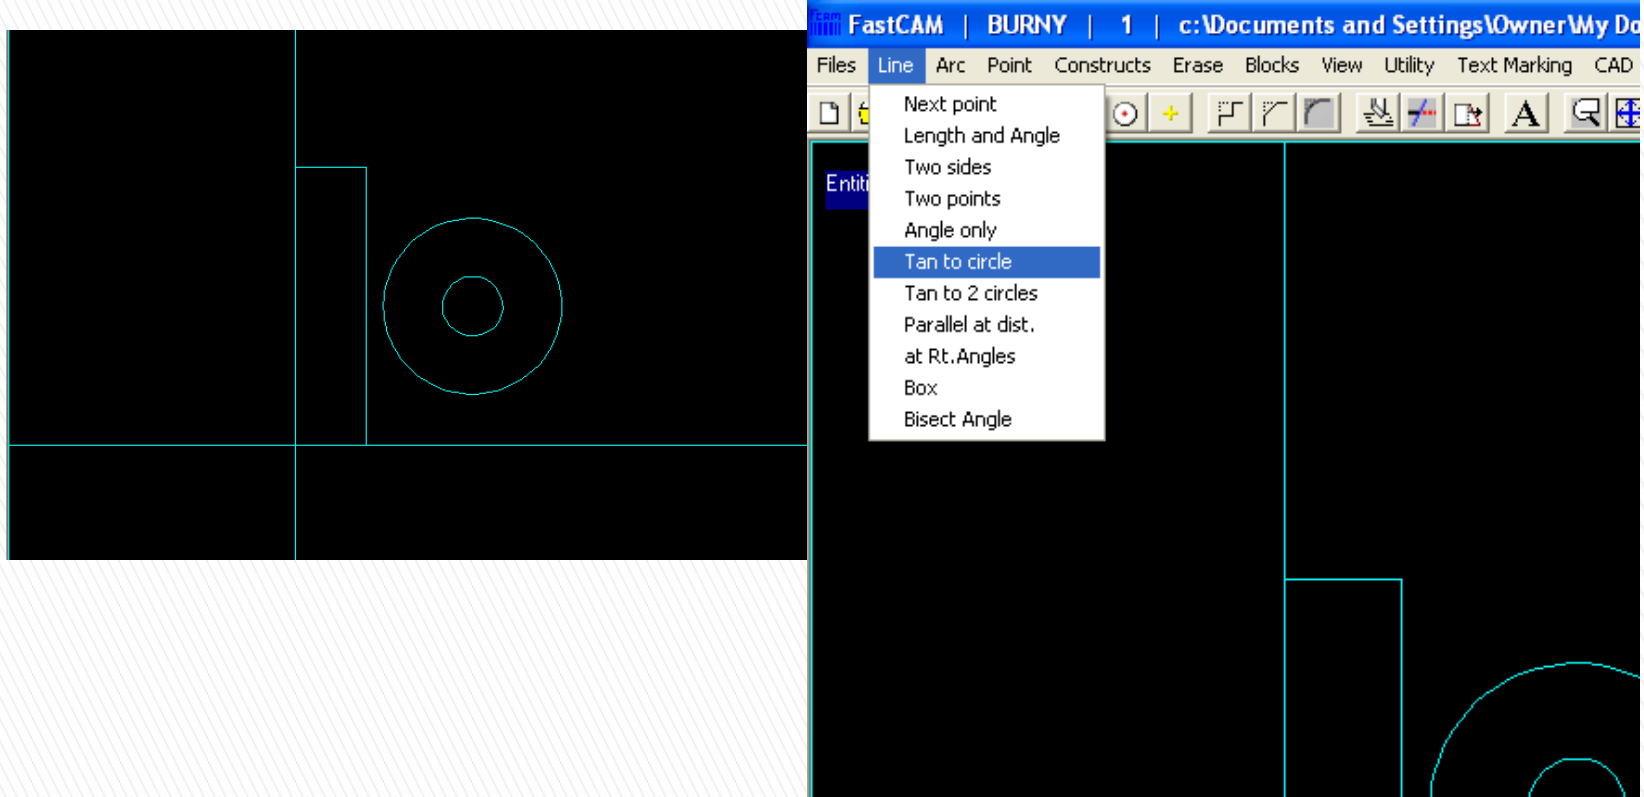 FCAM FastCAM | BURNY | 1 | c:\Documents and Settings\Owner\My Do
Files Line Arc Point Constructs Erase Blocks View Utility Text Marking CAD
Next point
Length and Angle
Two sides
Two points
Angle only
Tan to circle
Tan to 2 circles
Parallel at dist.
at Rt.Angles
Box
Bisect Angle
A
Entiti